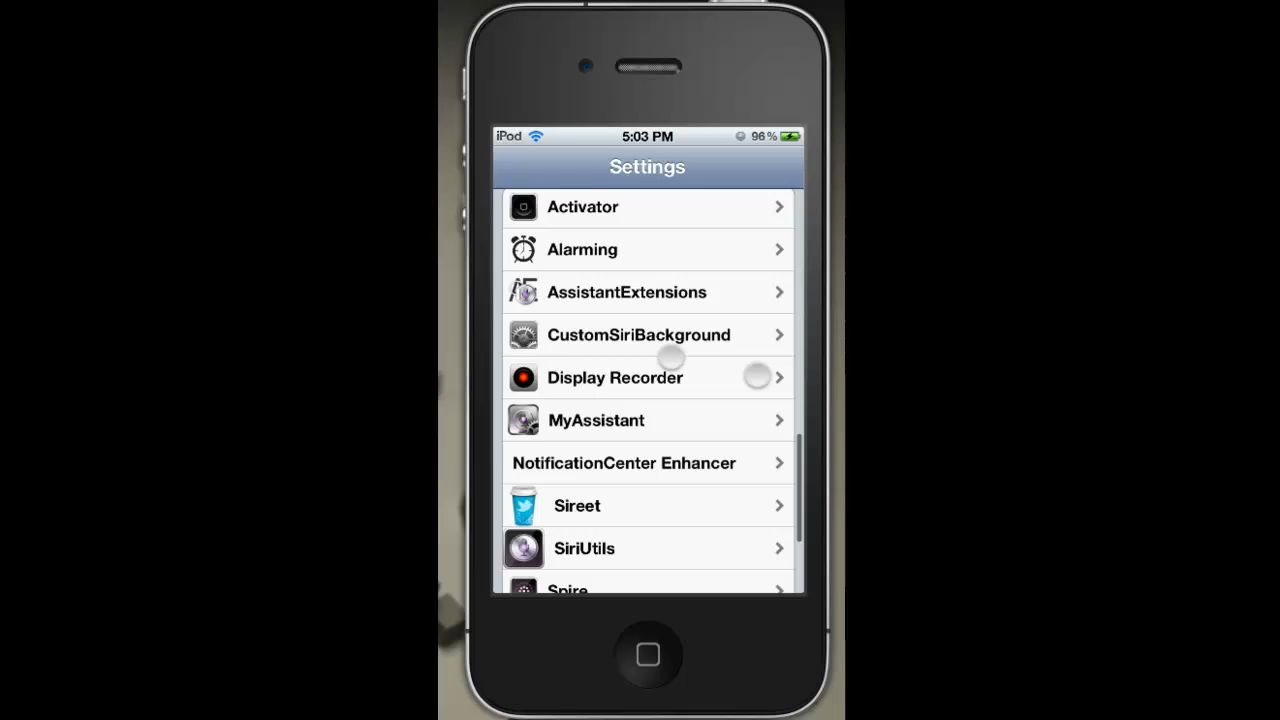 iPod 5:03 PM 96%
Settings
Activator
Alarming
AssistantExtensions
CustomSiriBackground
Display Recorder
MyAssistant
NotificationCenter Enhancer
Sireet
SiriUtils
Spire